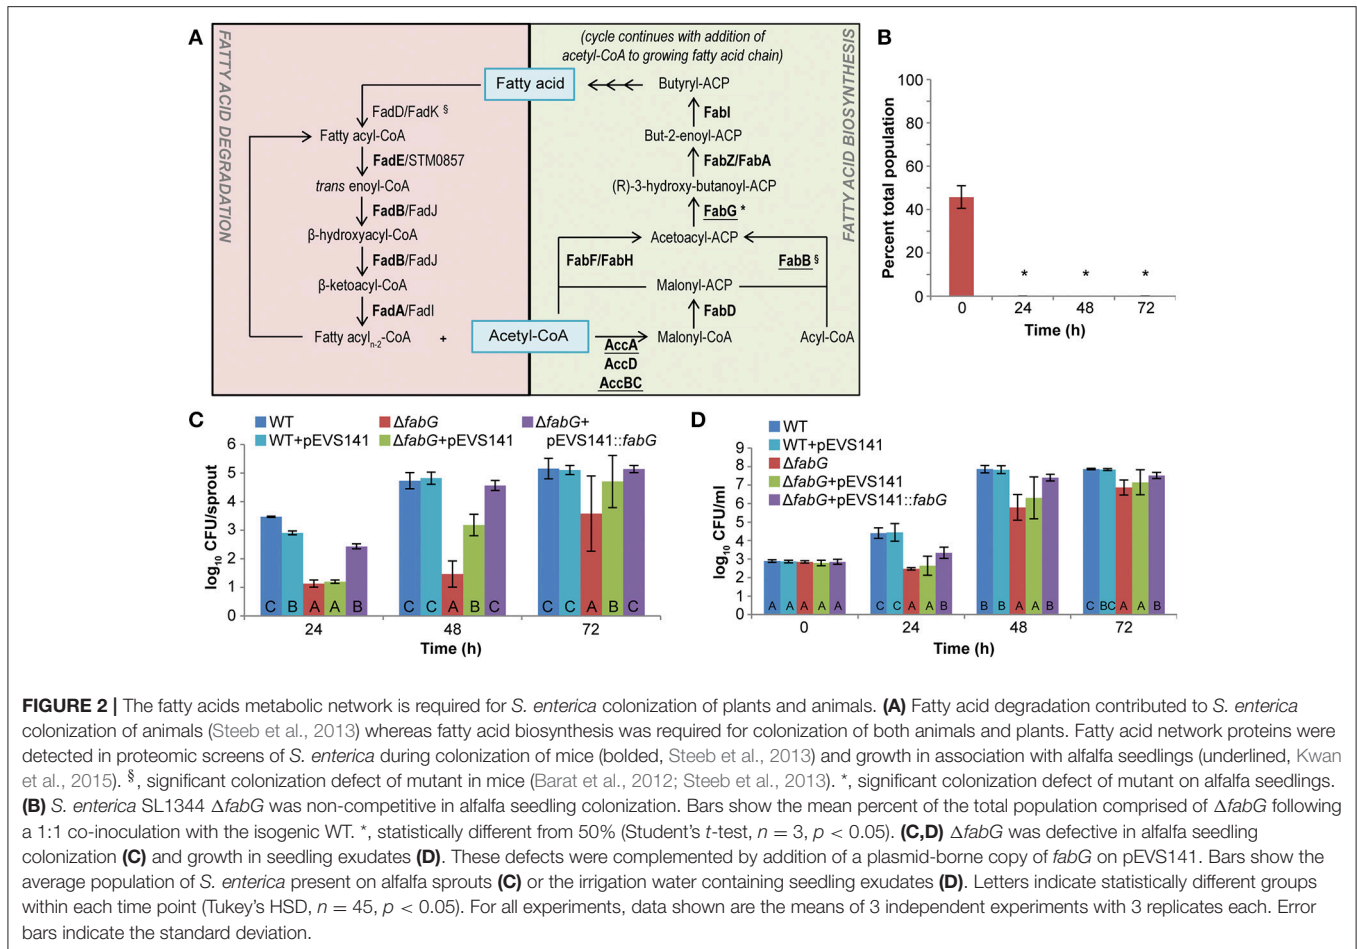 A
FATTY ACID DEGRADATION
Fatty acid
FadD/FadK §
Fatty acyl-CoA
FadE/STM0857
trans enoyl-CoA
FadB/FadJ
β-hydroxyacyl-CoA
FadB/FadJ
β-ketoacyl-CoA
FadA/FadI
Fatty acyln-2-CoA +
Acetyl-CoA
(cycle continues with addition of
acetyl-CoA to growing fatty acid chain)
FATTY ACID BIOSYNTHESIS
Butyryl-ACP
FabI
But-2-enoyl-ACP
FabZ/FabA
(R)-3-hydroxy-butanoyl-ACP
FabG *
Acetoacyl-ACP
FabF/FabH
FabB §
Malonyl-ACP
FabD
Malonyl-CoA
Acyl-CoA
AccA
AccD
AccBC
B
Percent total population
100
80
60
40
20
0
* * *
0 24 48 72
Time (h)
C
WT ΔfabG ΔfabG+
WT+pEVS141 ΔfabG+pEVS141 pEVS141::fabG
log10 CFU/sprout
6
5
4
3
2
1
0
C B A A B C C A B C C C A B C
24 48 72
Time (h)
D
WT
WT+pEVS141
ΔfabG
ΔfabG+pEVS141
ΔfabG+pEVS141::fabG
log10 CFU/ml
9
8
7
6
5
4
3
2
1
0
A A A A A C C A A B B B A A B C BC A A B
0 24 48 72
Time (h)
FIGURE 2 | The fatty acids metabolic network is required for S. enterica colonization of plants and animals. (A) Fatty acid degradation contributed to S. enterica
colonization of animals (Steeb et al., 2013) whereas fatty acid biosynthesis was required for colonization of both animals and plants. Fatty acid network proteins were
detected in proteomic screens of S. enterica during colonization of mice (bolded, Steeb et al., 2013) and growth in association with alfalfa seedlings (underlined, Kwan
et al., 2015). §, significant colonization defect of mutant in mice (Barat et al., 2012; Steeb et al., 2013). *, significant colonization defect of mutant on alfalfa seedlings.
(B) S. enterica SL1344 ΔfabG was non-competitive in alfalfa seedling colonization. Bars show the mean percent of the total population comprised of ΔfabG following
a 1:1 co-inoculation with the isogenic WT. *, statistically different from 50% (Student's t-test, n = 3, p < 0.05). (C,D) ΔfabG was defective in alfalfa seedling
colonization (C) and growth in seedling exudates (D). These defects were complemented by addition of a plasmid-borne copy of fabG on pEVS141. Bars show the
average population of S. enterica present on alfalfa sprouts (C) or the irrigation water containing seedling exudates (D). Letters indicate statistically different groups
within each time point (Tukey's HSD, n = 45, p < 0.05). For all experiments, data shown are the means of 3 independent experiments with 3 replicates each. Error
bars indicate the standard deviation.